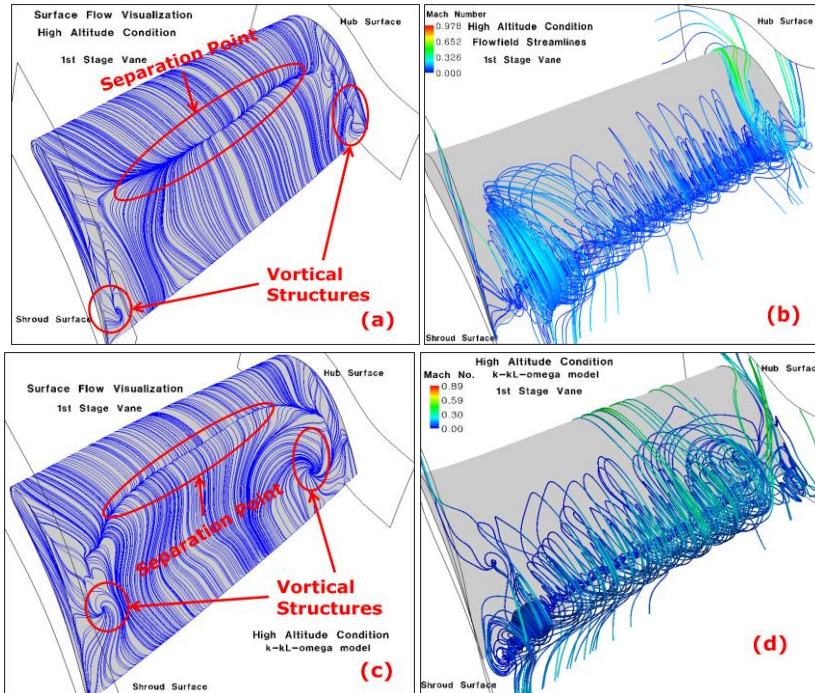 Surface Flow Visualization
High Altitude Condition
1st Stage Vane
Hub Surface
Separation Point
Vortical
Structures
Shroud Surface
(a)
Mach Number
0.978
0.652
0.326
0.000
High Altitude Condition
Flowfield Streamlines
1st Stage Vane
Hub Surface
Shroud Surface
(b)
Surface Flow Visualization
1st Stage Vane
Hub Surface
Separation Point
Vortical
Structures
High Altitude Condition
k-kL-omega model
Shroud Surface
(c)
High Altitude Condition
k-kL-omega model
1st Stage Vane
Mach No.
0.89
0.59
0.30
0.00
Hub Surface
Shroud Surface
(d)